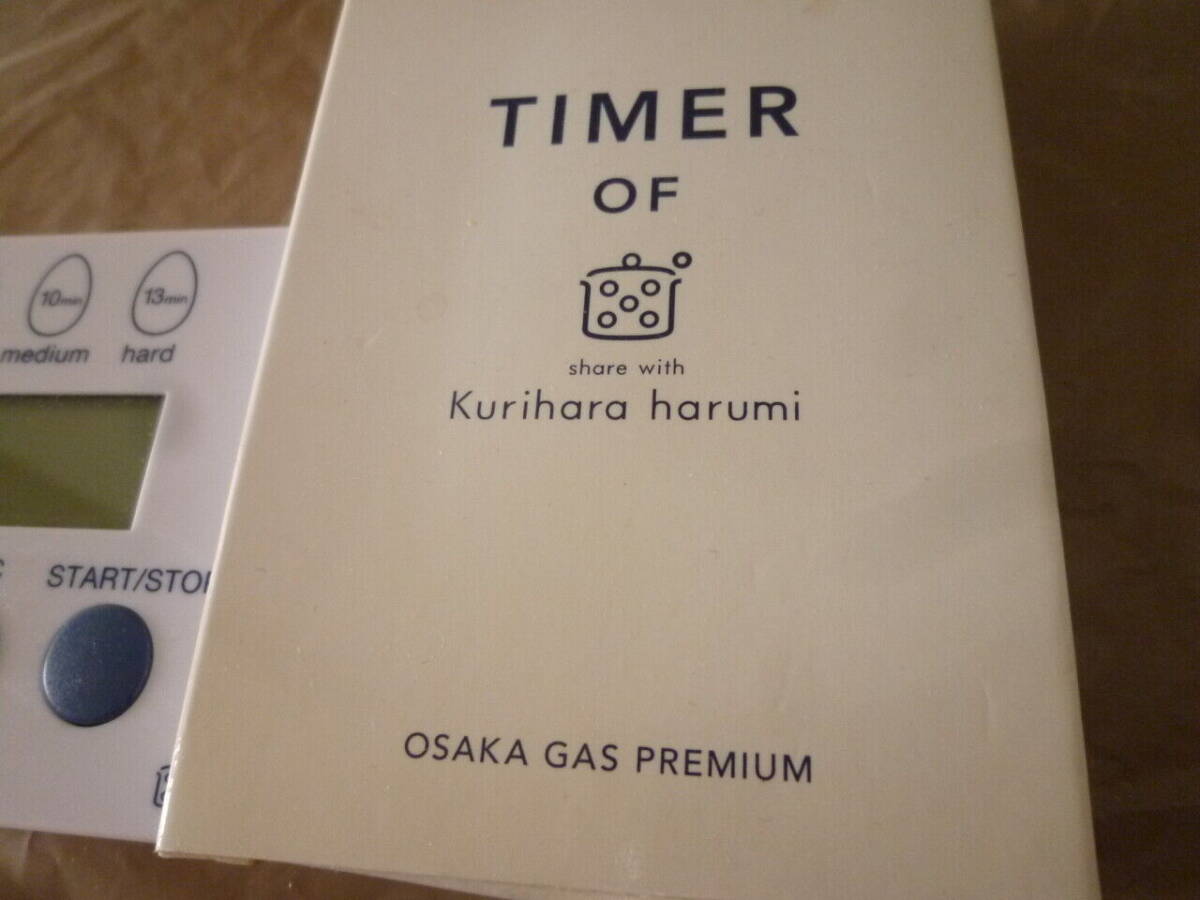 TIMER
OF
share with
Kurihara harumi
OSAKA GAS PREMIUM
10min
13min
medium
hard
START/STO